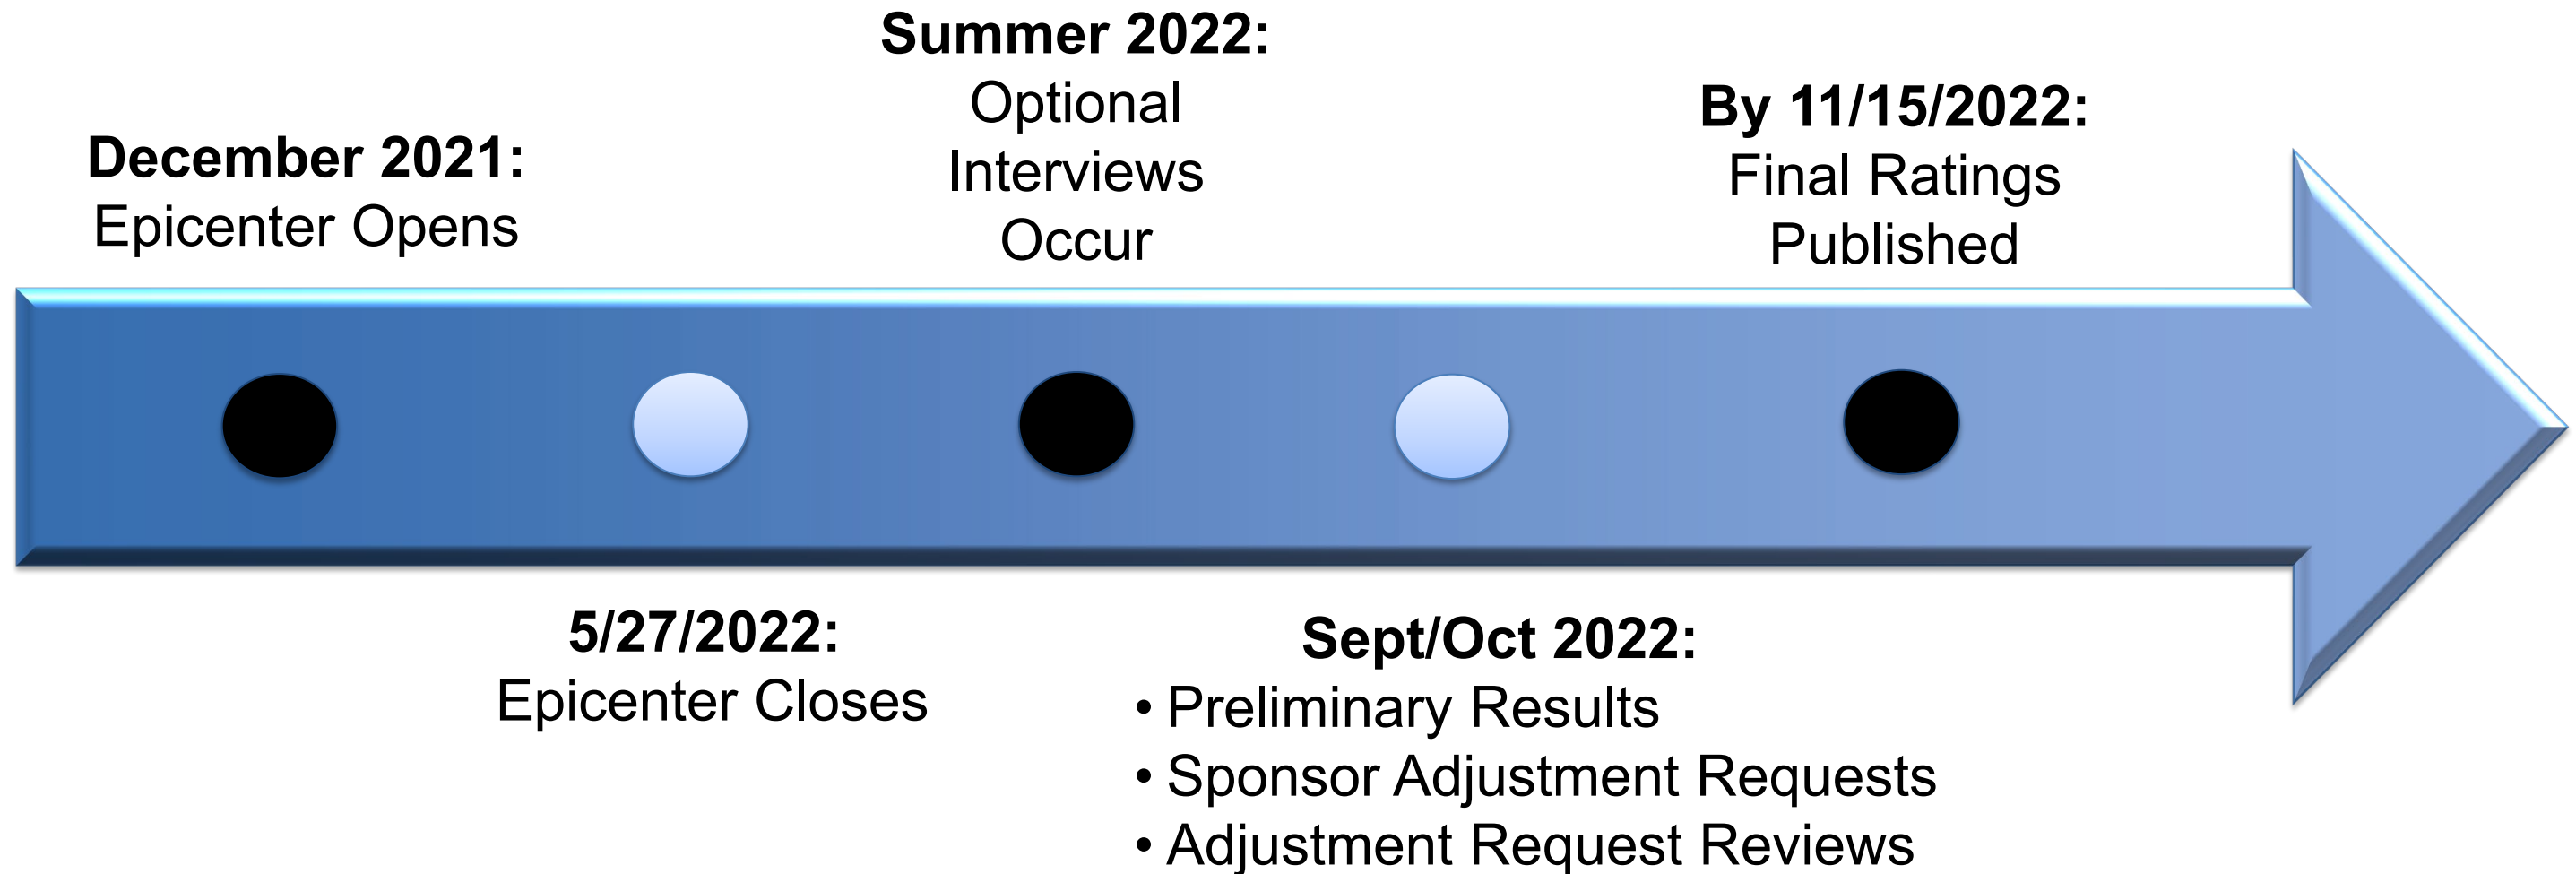 December 2021:
Epicenter Opens
5/27/2022:
Epicenter Closes
Summer 2022:
Optional
Interviews
Occur
Sept/Oct 2022:
• Preliminary Results
• Sponsor Adjustment Requests
• Adjustment Request Reviews
By 11/15/2022:
Final Ratings
Published